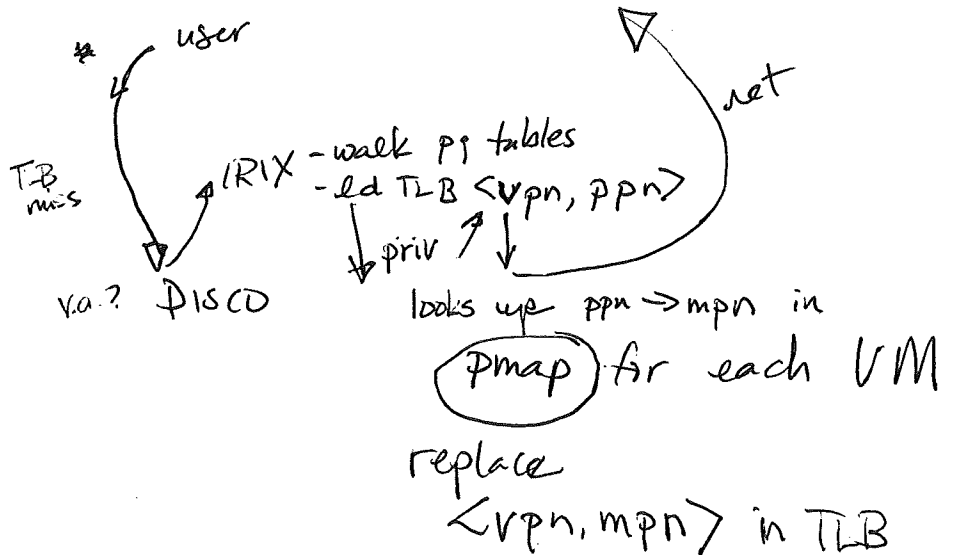 * user
ret
TLB
miss
IRIX - walk pg tables
- ld TLB <vpn, ppn>
priv
v.a.? DISCO
looks up ppn → mpn in
pmap for each VM
replace
<vpn, mpn> in TLB